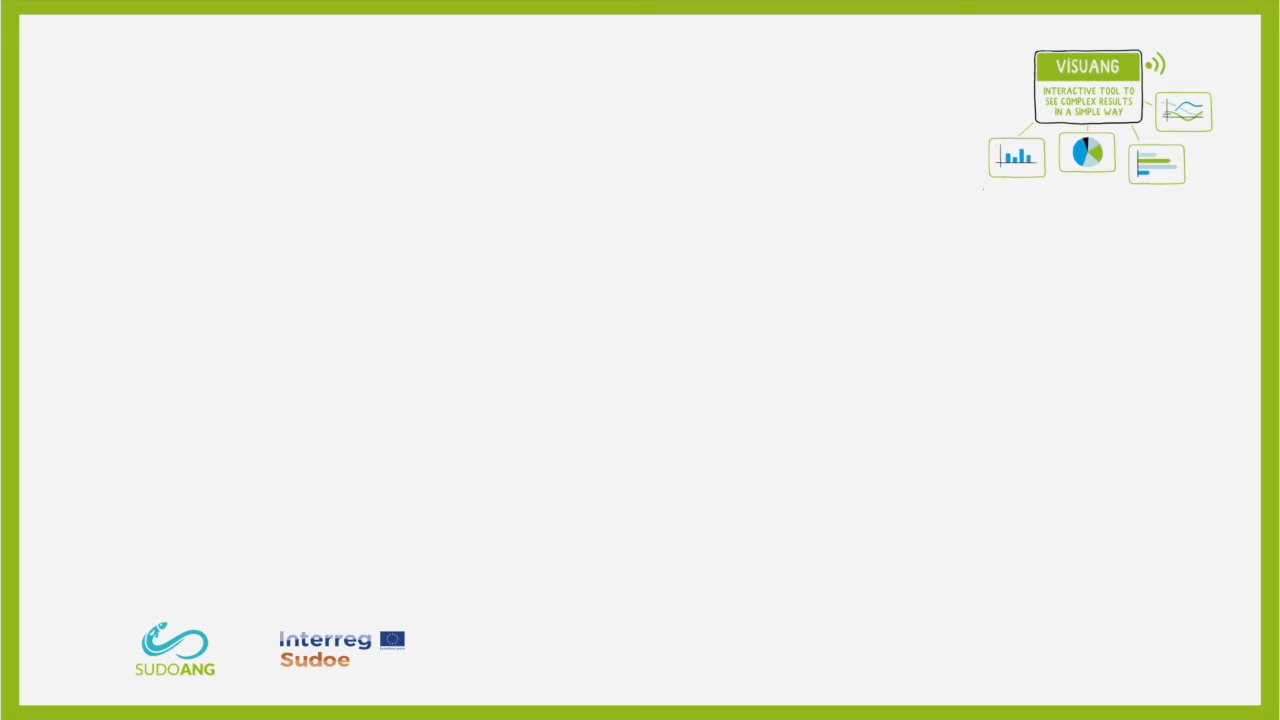 VISUANG
INTERACTIVE TOOL TO
SEE COMPLEX RESULTS
IN A SIMPLE WAY
SUDOANG
Interreg
Sudoe